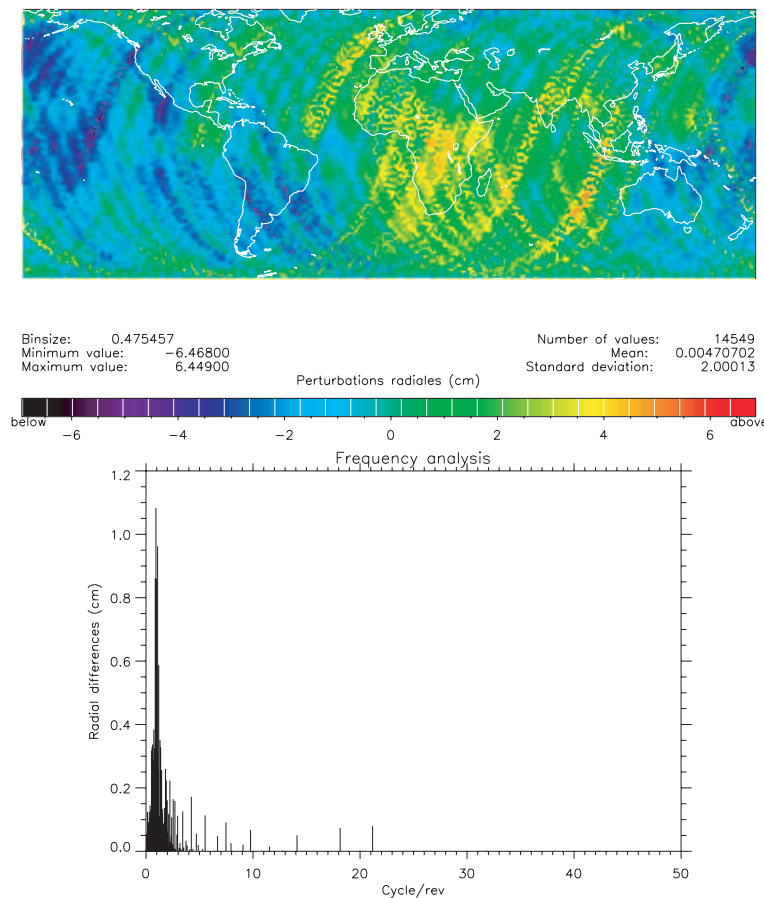 Binsize: 0.475457
Minimum value: −6.46800
Maximum value: 6.44900
Number of values: 14549
Mean: 0.00470702
Standard deviation: 2.00013
Perturbations radiales (cm)
below above
−6 −4 −2 0 2 4 6
Frequency analysis
1.2
1.0
0.8
0.6
0.4
0.2
0.0
Radial differences (cm)
0 10 20 30 40 50
Cycle/rev